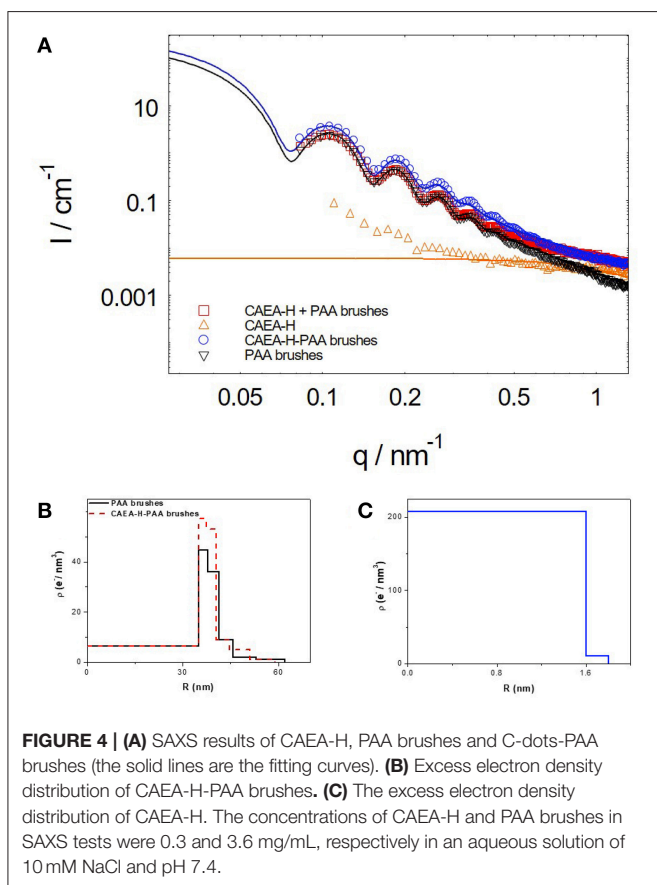 A
I / cm⁻¹
10
0.1
0.001
CAEA-H + PAA brushes
CAEA-H
CAEA-H-PAA brushes
PAA brushes
0.05 0.1 0.2 0.5 1
q / nm⁻¹
B
PAA brushes
CAEA-H-PAA brushes
ρ (e⁻/ nm³)
40
20
0
0 30 60
R (nm)
C
ρ (e⁻/ nm³)
200
100
0
0.0 0.8 1.6
R (nm)
FIGURE 4 | (A) SAXS results of CAEA-H, PAA brushes and C-dots-PAA
brushes (the solid lines are the fitting curves). (B) Excess electron density
distribution of CAEA-H-PAA brushes. (C) The excess electron density
distribution of CAEA-H. The concentrations of CAEA-H and PAA brushes in
SAXS tests were 0.3 and 3.6 mg/mL, respectively in an aqueous solution of
10 mM NaCl and pH 7.4.